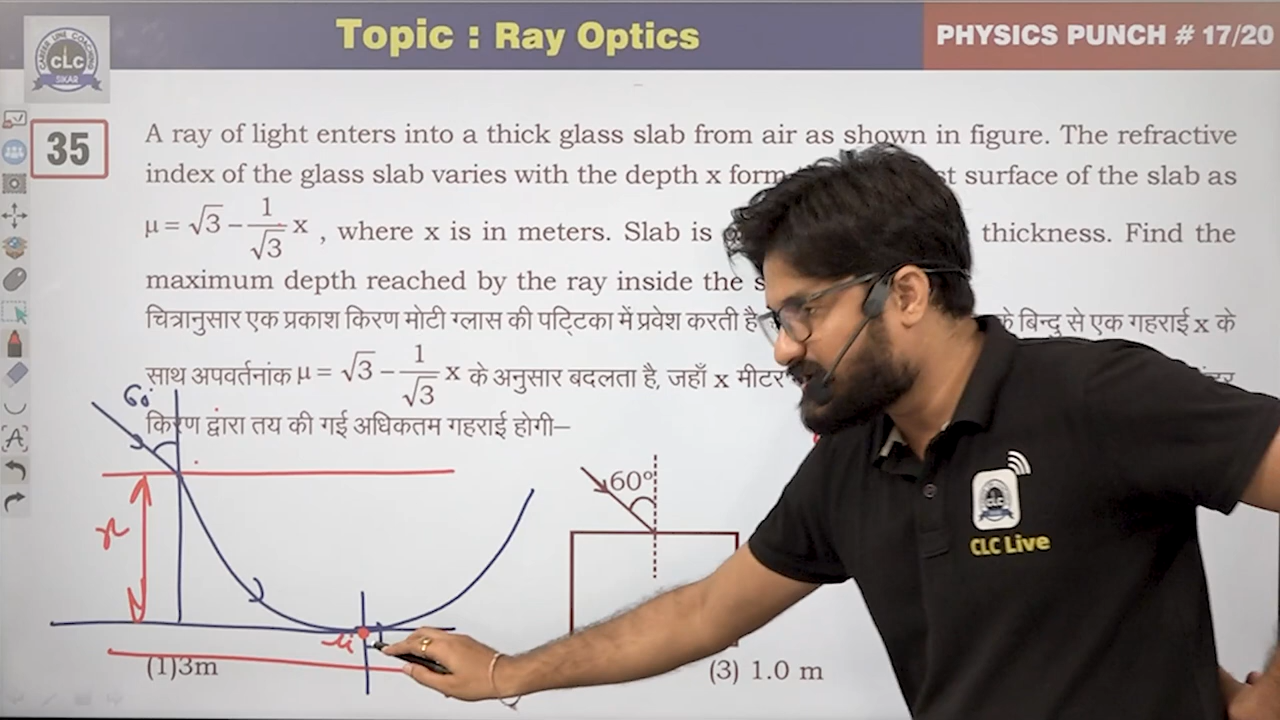 Topic : Ray Optics
PHYSICS PUNCH # 17/20
CAREER LINE COACHING
CLC
SIKAR
35
A ray of light enters into a thick glass slab from air as shown in figure. The refractive
index of the glass slab varies with the depth x form st surface of the slab as
μ = √3 − 1/√3 x , where x is in meters. Slab is thickness. Find the
maximum depth reached by the ray inside the s
चित्रानुसार एक प्रकाश किरण मोटी ग्लास की पट्टिका में प्रवेश करती है के बिन्दु से एक गहराई x के
साथ अपवर्तनांक μ = √3 − 1/√3 x के अनुसार बदलता है, जहाँ x मीटर
किरण द्वारा तय की गई अधिकतम गहराई होगी–
60°
60°
x
μ
(1)3m
(3) 1.0 m
CLC
CLC Live